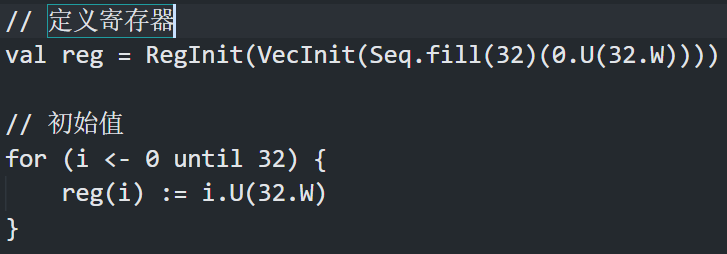 // 定义寄存器
val reg = RegInit(VecInit(Seq.fill(32)(0.U(32.W))))
// 初始值
for (i <- 0 until 32) {
    reg(i) := i.U(32.W)
}